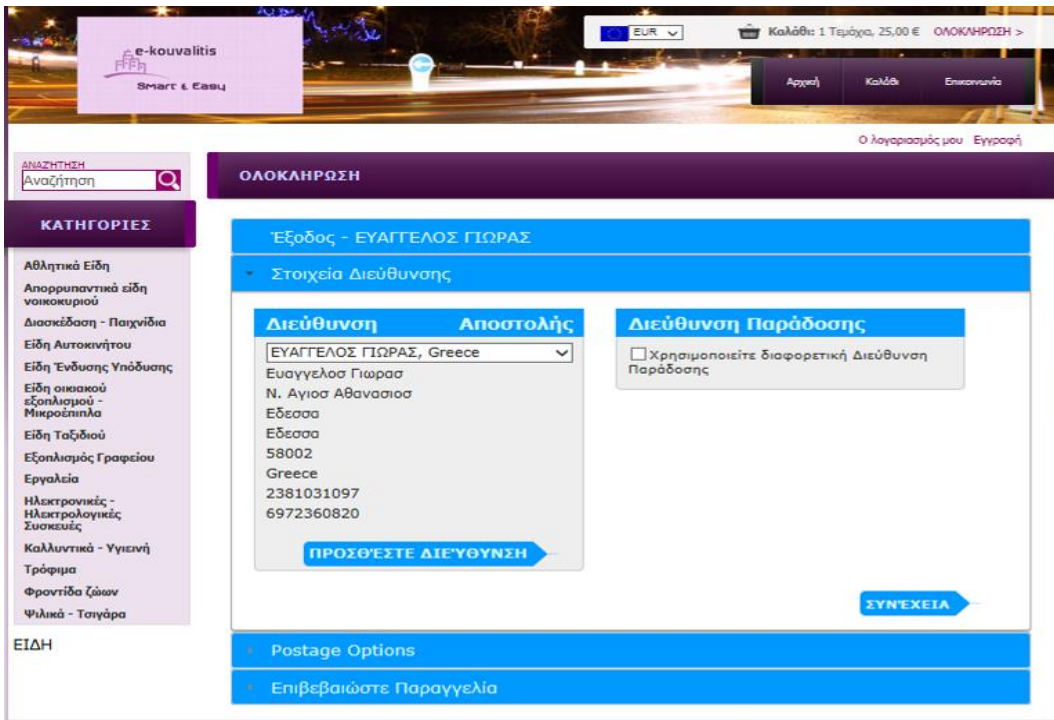 e-kouvalitis
Smart & Easy
EUR
Καλάθι: 1 Τεμάχια, 25,00 € ΟΛΟΚΛΗΡΩΣΗ >
Αρχική Καλάθι Επικοινωνία
Ο λογαριασμός μου Εγγραφή
ΑΝΑΖΉΤΗΣΗ
Αναζήτηση
ΟΛΟΚΛΗΡΩΣΗ
ΚΑΤΗΓΟΡΙΕΣ
Αθλητικά Είδη
Απορρυπαντικά είδη
νοικοκυριού
Διασκέδαση - Παιχνίδια
Είδη Αυτοκινήτου
Είδη Ένδυσης Υπόδυσης
Είδη οικιακού
εξοπλισμού -
Μικροέπιπλα
Είδη Ταξιδιού
Εξοπλισμός Γραφείου
Εργαλεία
Ηλεκτρονικές -
Ηλεκτρολογικές
Συσκευές
Καλλυντικά - Υγιεινή
Τρόφιμα
Φροντίδα ζώων
Ψιλικά - Τσιγάρα
ΕΙΔΗ
Έξοδος - ΕΥΑΓΓΕΛΟΣ ΓΙΩΡΑΣ
Στοιχεία Διεύθυνσης
Διεύθυνση Αποστολής
ΕΥΑΓΓΕΛΟΣ ΓΙΩΡΑΣ, Greece
Ευαγγελοσ Γιωρασ
Ν. Αγιοσ Αθανασιοσ
Εδεσσα
Εδεσσα
58002
Greece
2381031097
6972360820
ΠΡΟΣΘΈΣΤΕ ΔΙΕΎΘΥΝΣΗ
Διεύθυνση Παράδοσης
Χρησιμοποιείτε διαφορετική Διεύθυνση
Παράδοσης
ΣΥΝΈΧΕΙΑ
Postage Options
Επιβεβαιώστε Παραγγελία